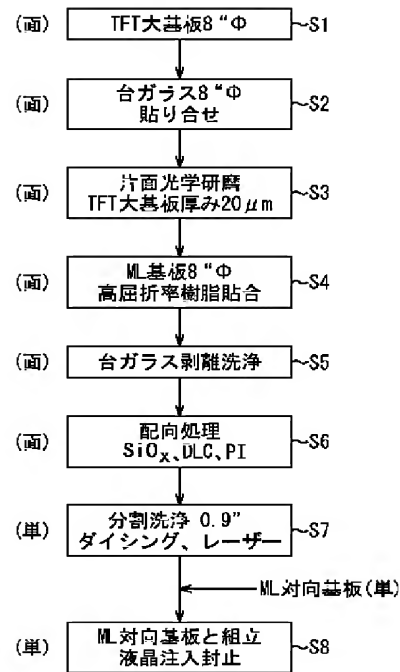 (面) TFT大基板8"Φ ~S1
(面) 台ガラス8"Φ ~S2
貼り合せ
(面) 片面光学研磨 ~S3
TFT大基板厚み20μm
(面) ML基板8"Φ ~S4
高屈折率樹脂貼合
(面) 台ガラス剥離洗浄 ~S5
(面) 配向処理 ~S6
SiOx、DLC、PI
(単) 分割洗浄 0.9" ~S7
ダイシング、レーザー
ML対向基板(単)
(単) ML対向基板と組立 ~S8
液晶注入封止